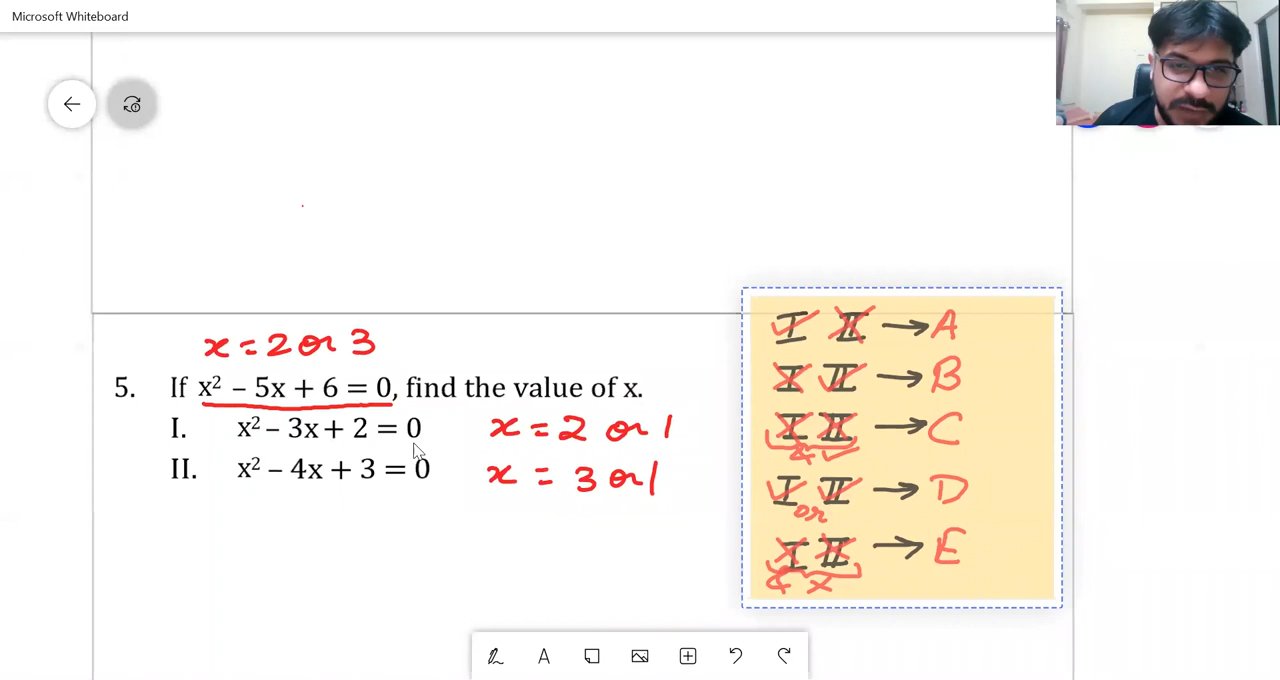 Microsoft Whiteboard
x = 2 or 3
5. If x² – 5x + 6 = 0, find the value of x.
I. x² – 3x + 2 = 0 x = 2 or 1
II. x² – 4x + 3 = 0 x = 3 or 1
I II → A
I II → B
I II → C
&
I II → D
or
I II → E
&
A